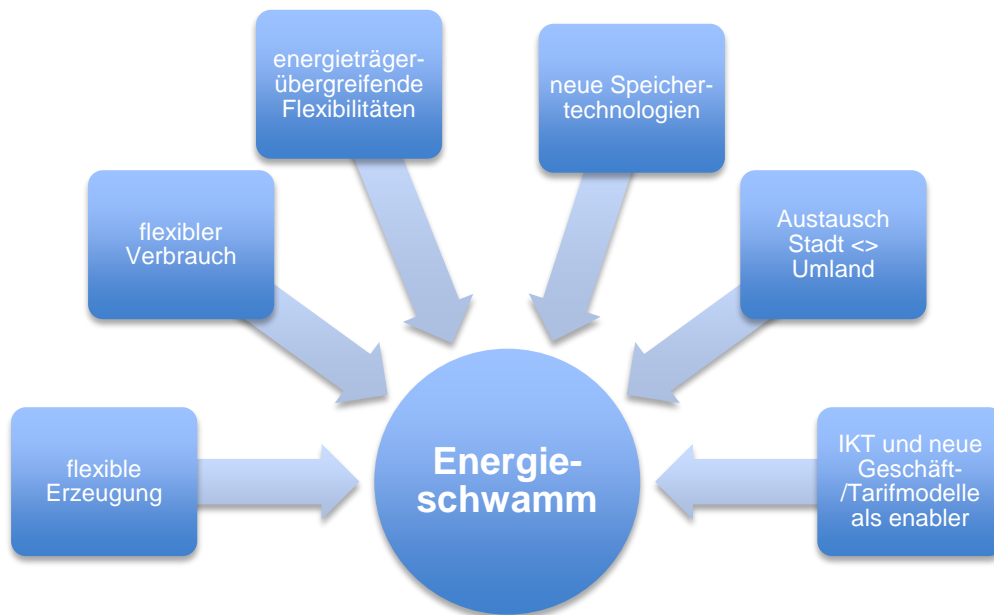 energieträger-
übergreifende
Flexibilitäten
neue Speicher-
technologien
flexibler
Verbrauch
Austausch
Stadt <>
Umland
flexible
Erzeugung
Energie-
schwamm
IKT und neue
Geschäft-
/Tarifmodelle
als enabler